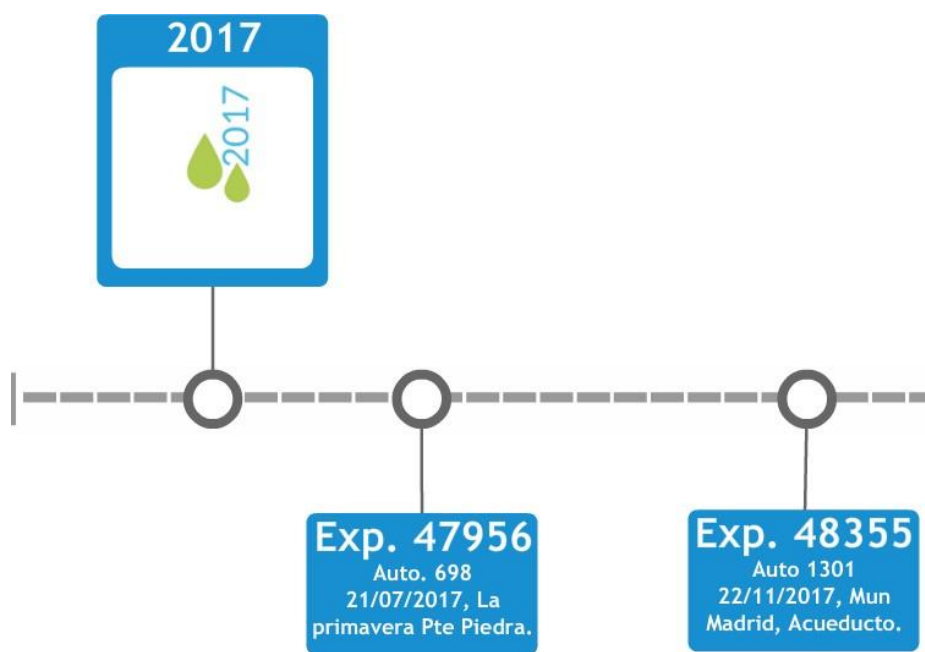 2017
2017
Exp. 47956
Auto. 698
21/07/2017, La
primavera Pte Piedra.
Exp. 48355
Auto 1301
22/11/2017, Mun
Madrid, Acueducto.